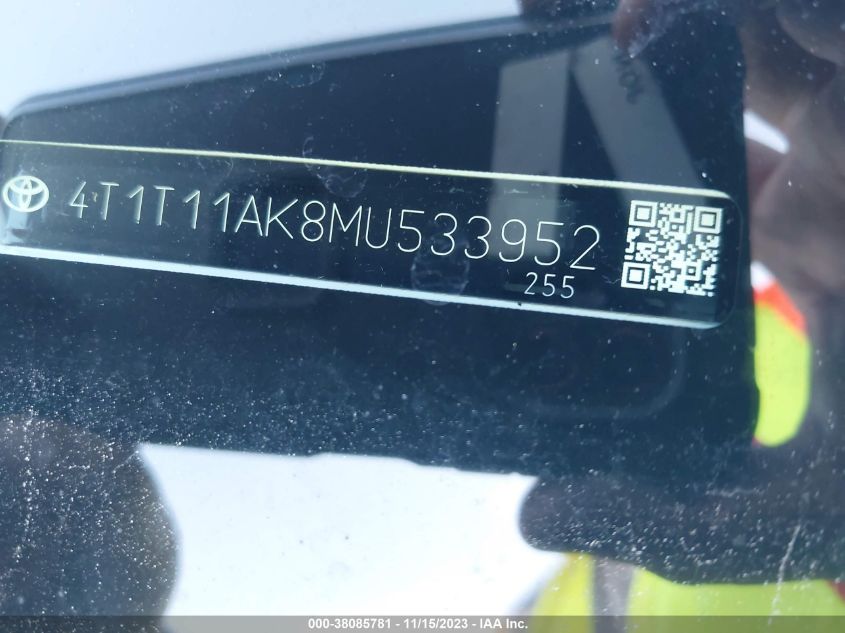 4T1T11AK8MU533952
255
000-38085781 - 11/15/2023 - IAA Inc.